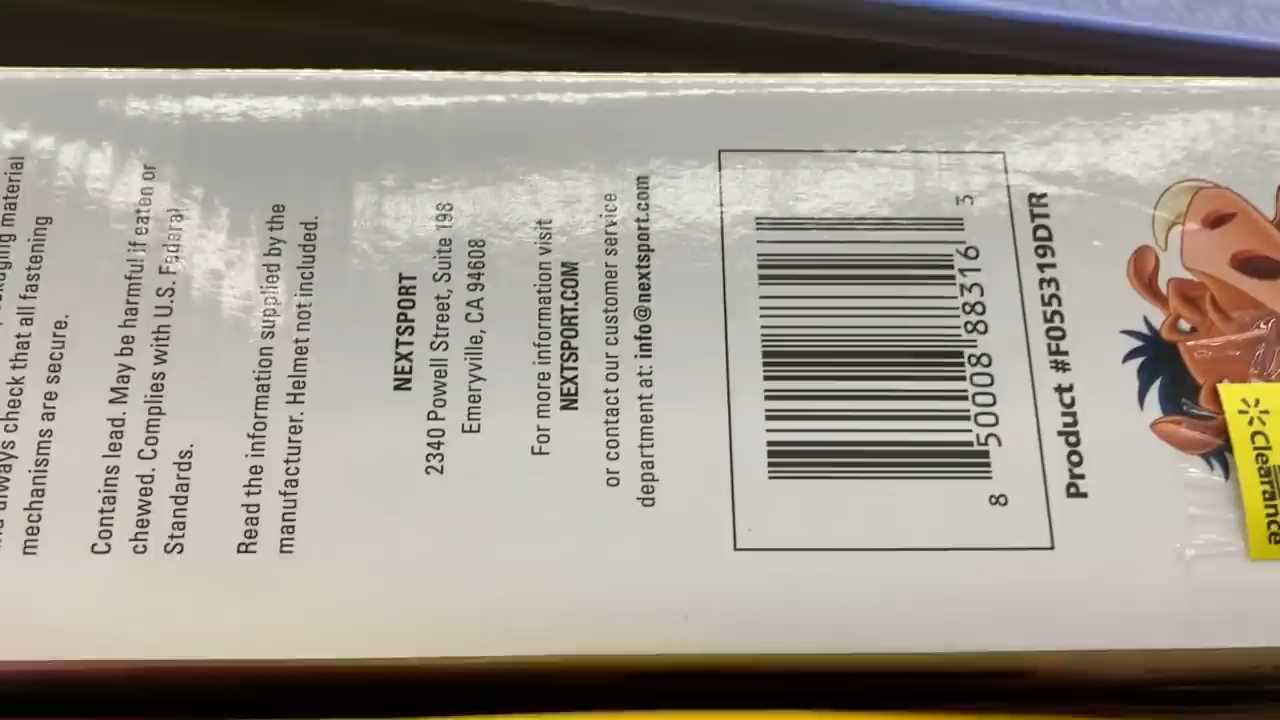 always check that all fastening
mechanisms are secure.
Contains lead. May be harmful if eaten or
chewed. Complies with U.S. Federal
Standards.
Read the information supplied by the
manufacturer. Helmet not included.
NEXTSPORT
2340 Powell Street, Suite 198
Emeryville, CA 94608
For more information visit
NEXTSPORT.COM
or contact our customer service
department at: info@nextsport.com
8 50008 88316 3
Product #F055319DTR
Clearance